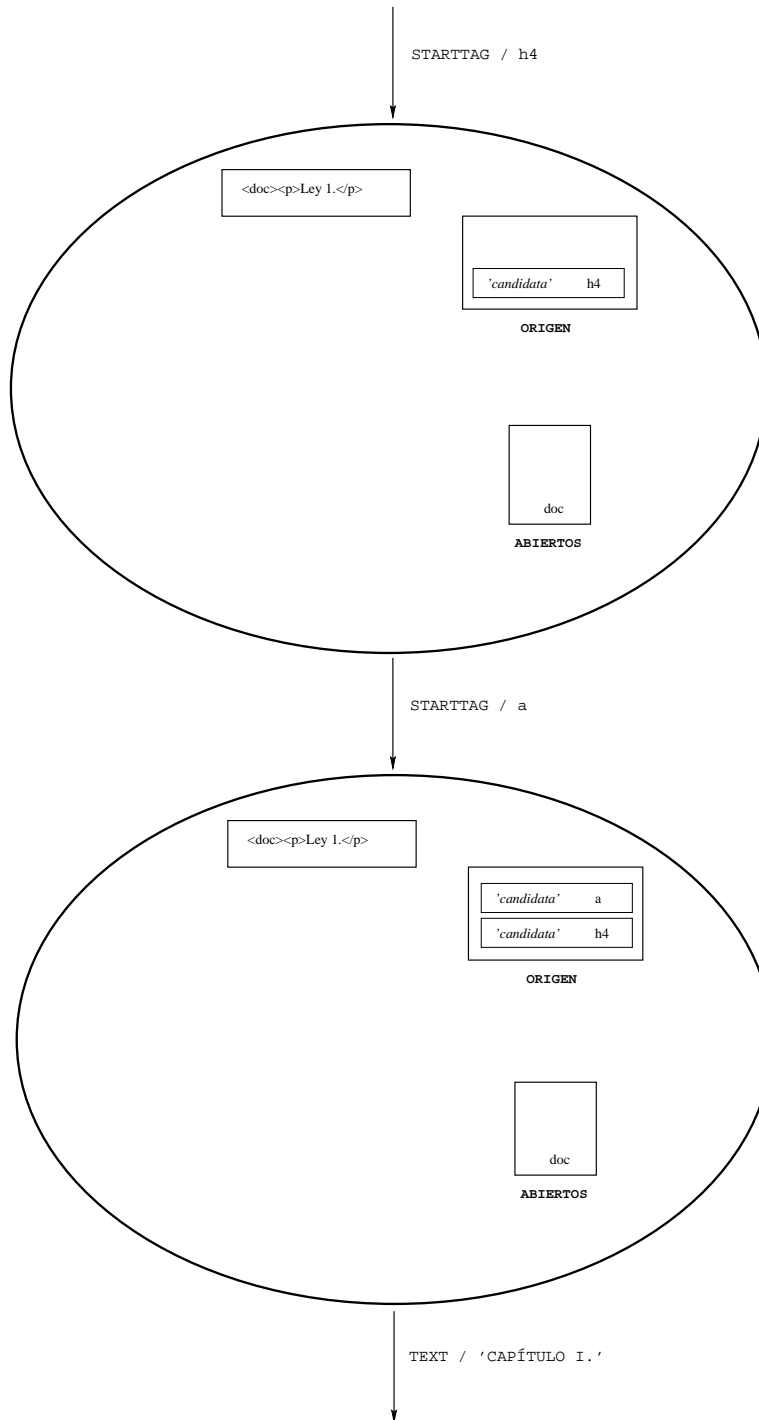 STARTTAG / h4
<doc><p>Ley 1.</p>
’candidata’ h4
ORIGEN
doc
ABIERTOS
STARTTAG / a
<doc><p>Ley 1.</p>
’candidata’ a
’candidata’ h4
ORIGEN
doc
ABIERTOS
TEXT / ’CAPÍTULO I.’